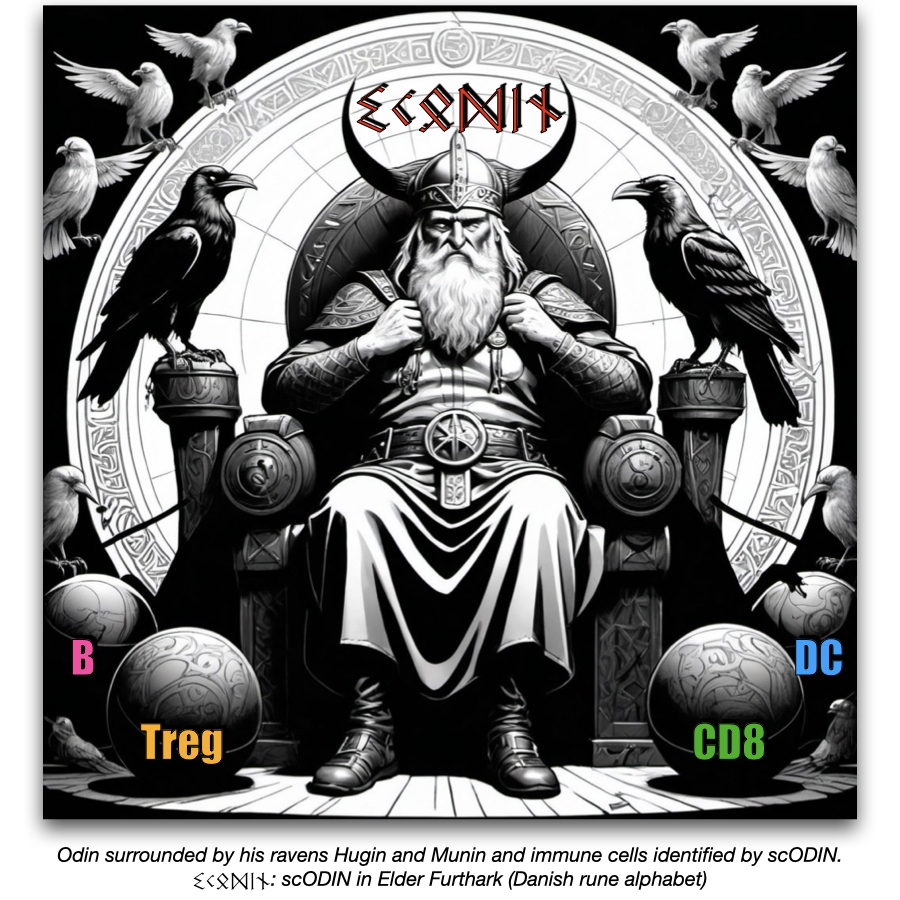 ᛊᚲᛟᛞᛁᚾ
B
DC
Treg
CD8
Odin surrounded by his ravens Hugin and Munin and immune cells identified by scODIN.
ᛊᚲᛟᛞᛁᚾ: scODIN in Elder Furthark (Danish rune alphabet)